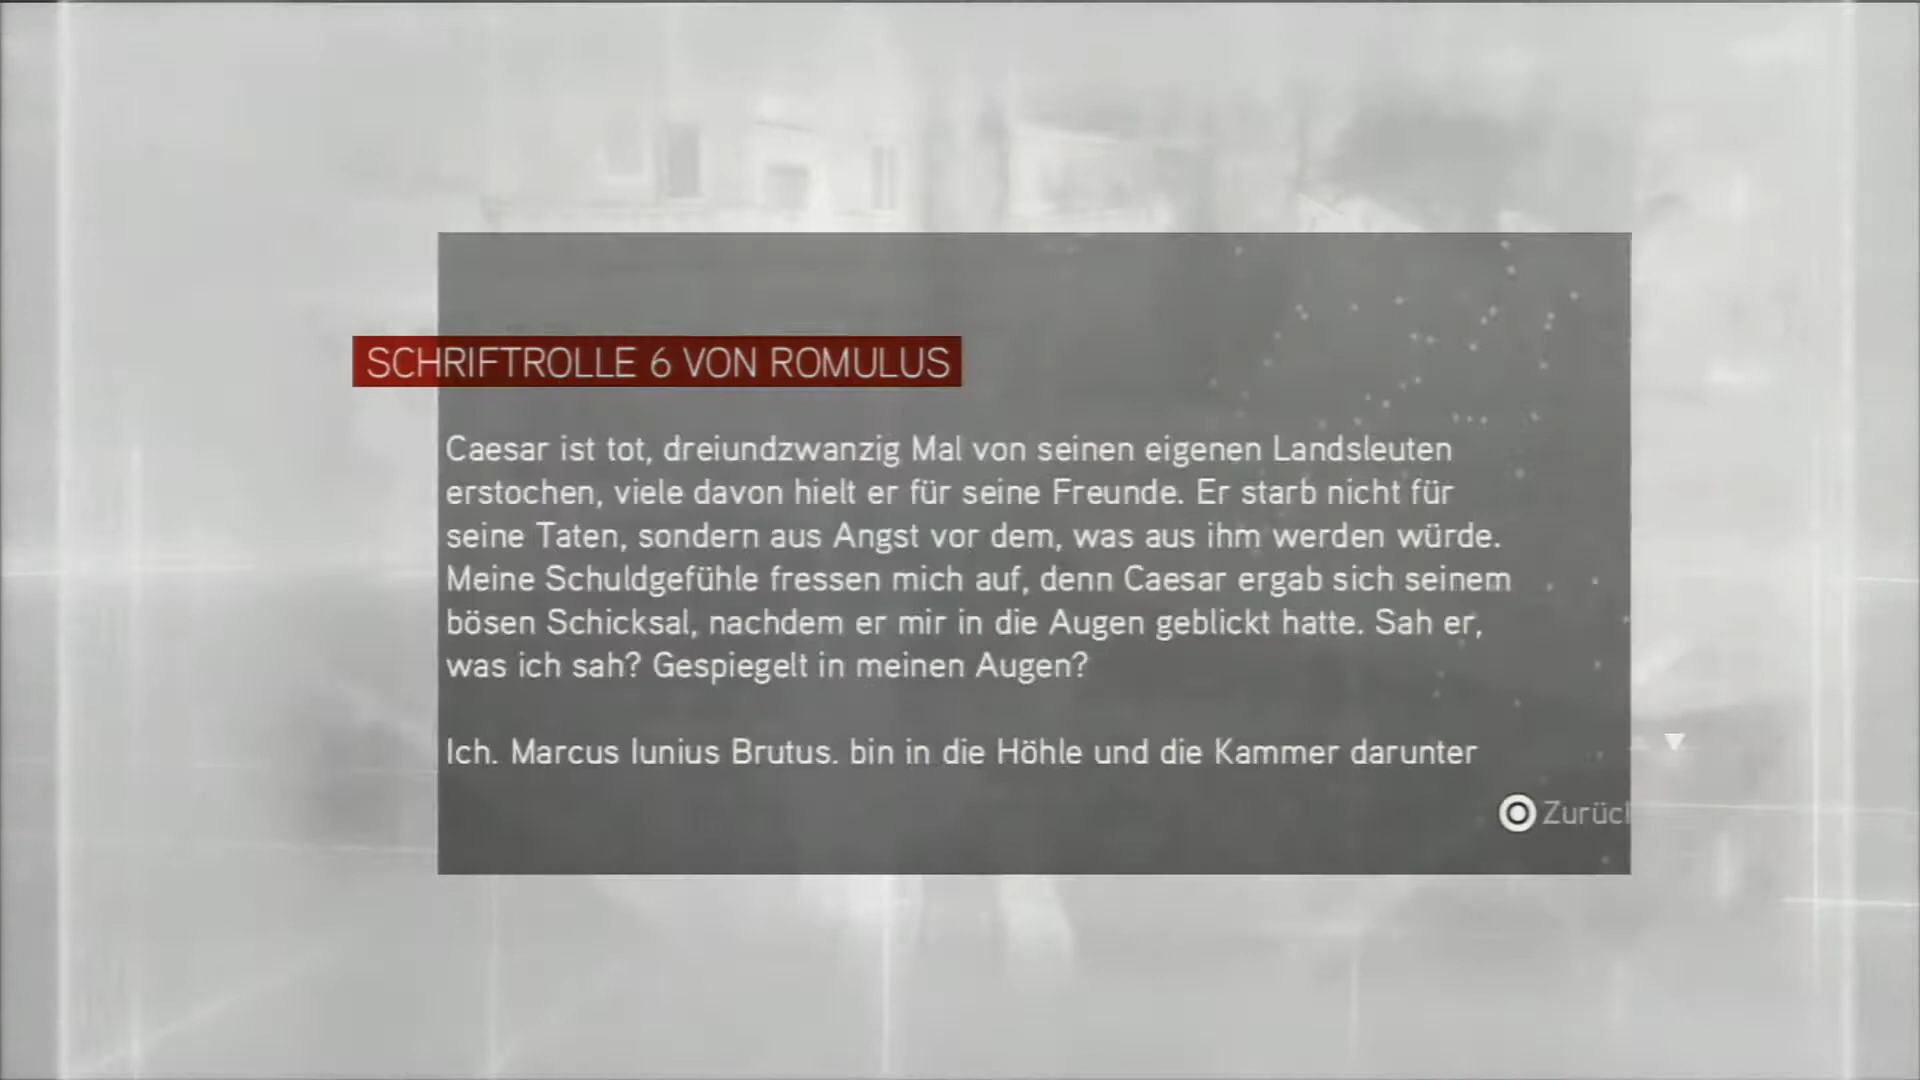 SCHRIFTROLLE 6 VON ROMULUS
Caesar ist tot, dreiundzwanzig Mal von seinen eigenen Landsleuten
erstochen, viele davon hielt er für seine Freunde. Er starb nicht für
seine Taten, sondern aus Angst vor dem, was aus ihm werden würde.
Meine Schuldgefühle fressen mich auf, denn Caesar ergab sich seinem
bösen Schicksal, nachdem er mir in die Augen geblickt hatte. Sah er,
was ich sah? Gespiegelt in meinen Augen?
Ich. Marcus Iunius Brutus. bin in die Höhle und die Kammer darunter
Zurüc